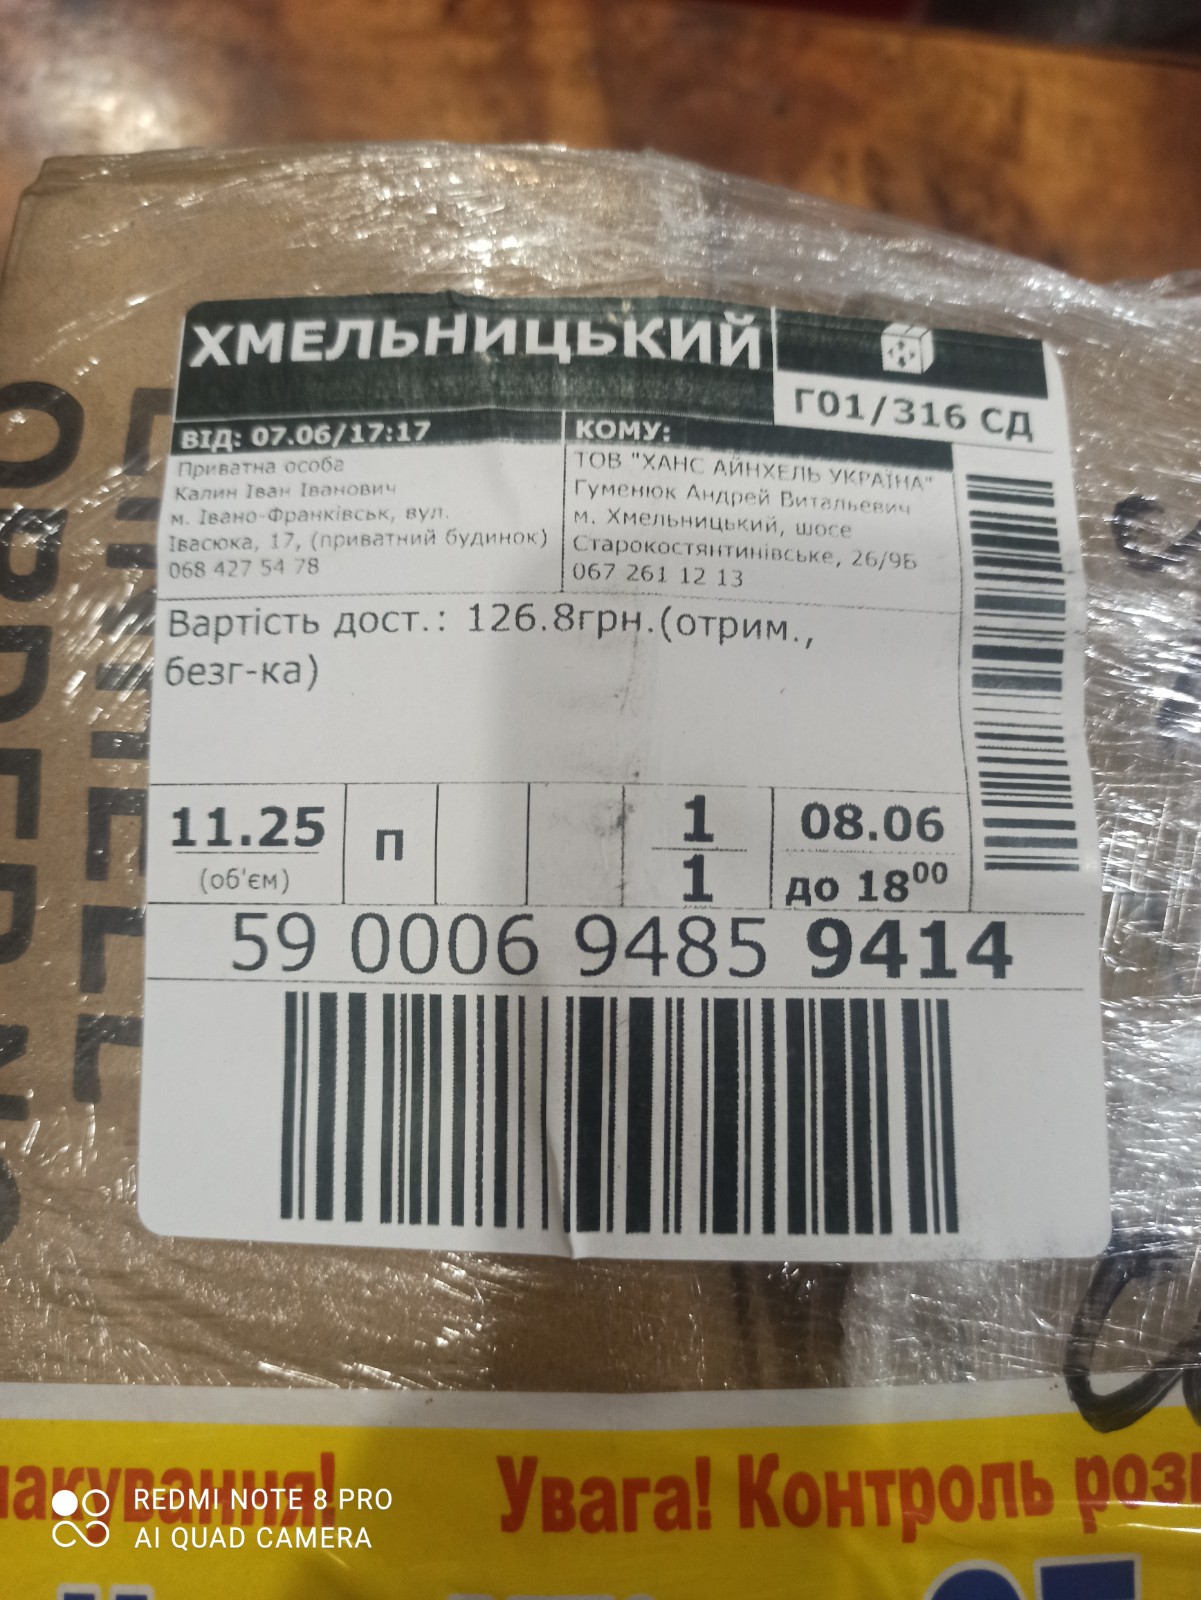 ХМЕЛЬНИЦЬКИЙ
Г01/316 СД
ВІД: 07.06/17:17
Приватна особа
Калин Іван Іванович
м. Івано-Франківськ, вул.
Івасюка, 17, (приватний будинок)
068 427 54 78
КОМУ:
ТОВ "ХАНС АЙНХЕЛЬ УКРАЇНА"
Гуменюк Андрей Витальевич
м. Хмельницький, шосе
Старокостянтинівське, 26/9Б
067 261 12 13
Вартість дост.: 126.8грн.(отрим.,
безг-ка)
11.25
(об'єм)
п
1
1
08.06
до 18⁰⁰
59 0006 9485 9414
Увага! Контроль
REDMI NOTE 8 PRO
AI QUAD CAMERA